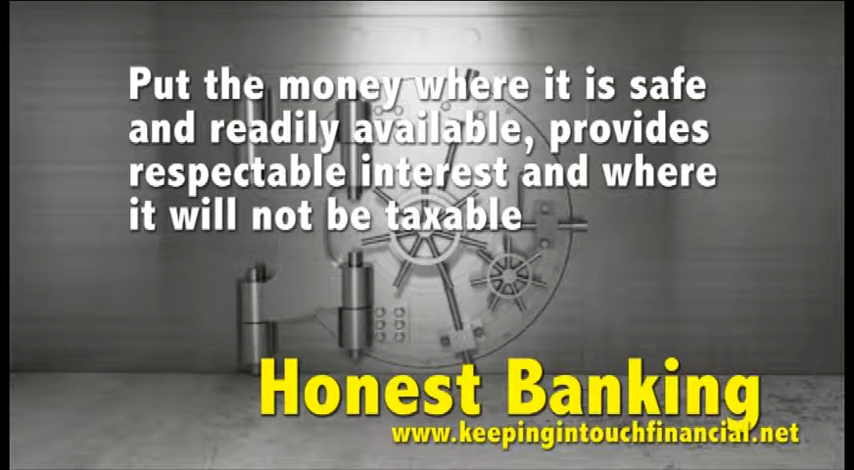 Put the money where it is safe
and readily available, provides
respectable interest and where
it will not be taxable
Honest Banking
www.keepingintouchfinancial.net